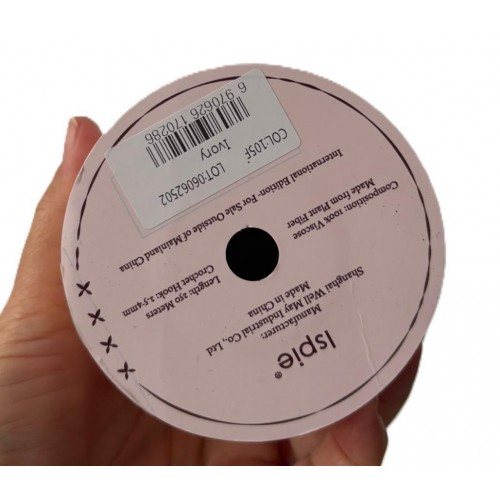 Ispie®
Manufacturer:
Shanghai Well May Industrial Co., Ltd
Made in China
Length: 250 Meters
Crochet Hook: 2.5-4mm
Composition: 100% Viscose
Made from Plant Fiber
International Edition-For Sale Outside of Mainland China
LOT:06062502
COL:105F
Ivory
6 970626 170286